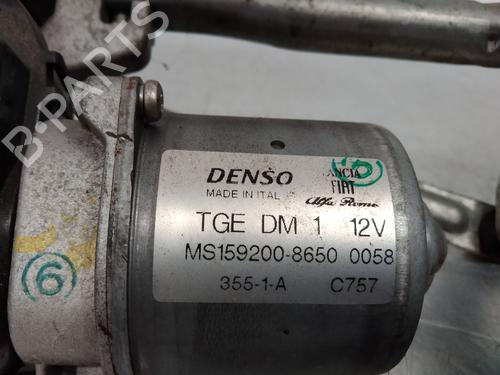 DENSO
MADE IN ITAL
FIAT
Alfa Romeo
TGE DM 1 12V
MS159200-8650 0058
355-1-A C757
6
B-PARTS